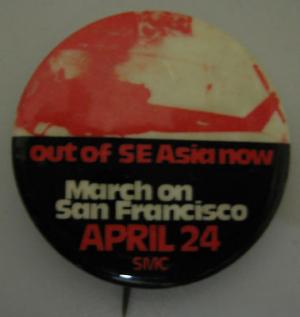 out of SE Asia now
March on
San Francisco
APRIL 24
SMC